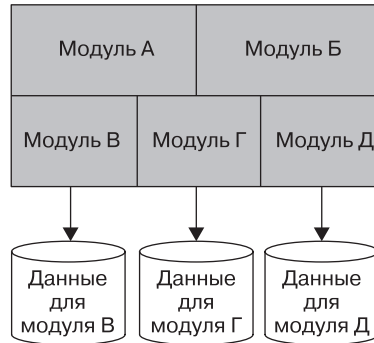 Модуль А
Модуль Б
Модуль В
Модуль Г
Модуль Д
Данные
для
модуля В
Данные
для
модуля Г
Данные
для
модуля Д